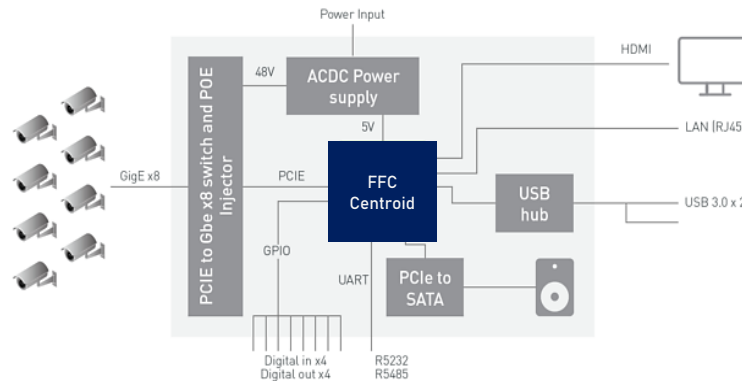 Power Input
HDMI
48V
ACDC Power
supply
5V
LAN (RJ45
PCIE to Gbe x8 switch and POE
Injector
GigE x8
PCIE
FFC
Centroid
USB
hub
USB 3.0 x 2
GPIO
UART
PCIe to
SATA
Digital in x4
Digital out x4
R5232
R5485